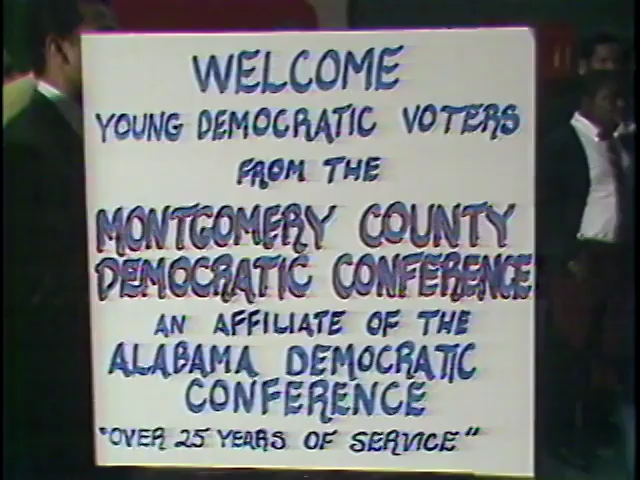 WELCOME
YOUNG DEMOCRATIC VOTERS
FROM THE
MONTGOMERY COUNTY
DEMOCRATIC CONFERENCE
AN AFFILIATE OF THE
ALABAMA DEMOCRATIC
CONFERENCE
"OVER 25 YEARS OF SERVICE"